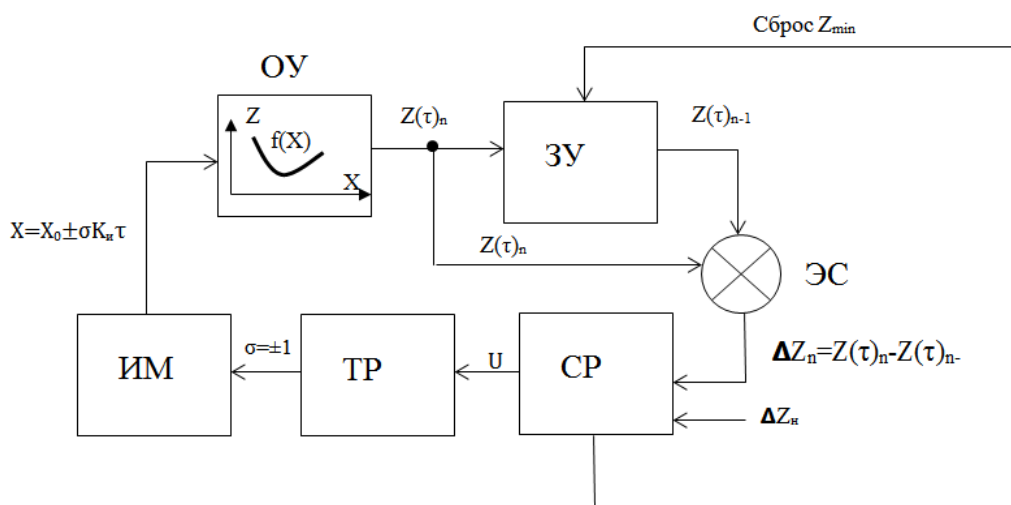 Сброс Zmin
ОУ
Z
f(X)
X
Z(τ)n
ЗУ
Z(τ)n-1
X=X0±σKиτ
Z(τ)n
ЭС
ИМ
σ=±1
ТР
U
СР
ΔZn=Z(τ)n-Z(τ)n-
ΔZн